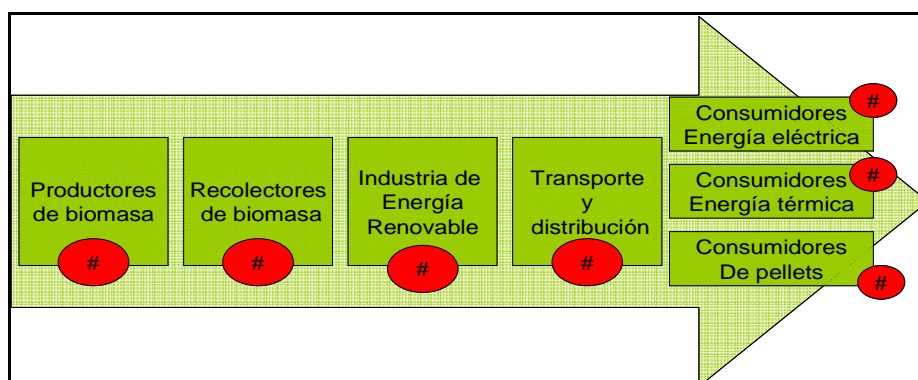 Productores
de biomasa
#
Recolectores
de biomasa
#
Industria de
Energía
Renovable
#
Transporte
y
distribución
#
Consumidores
Energía eléctrica
#
Consumidores
Energía térmica
#
Consumidores
De pellets
#